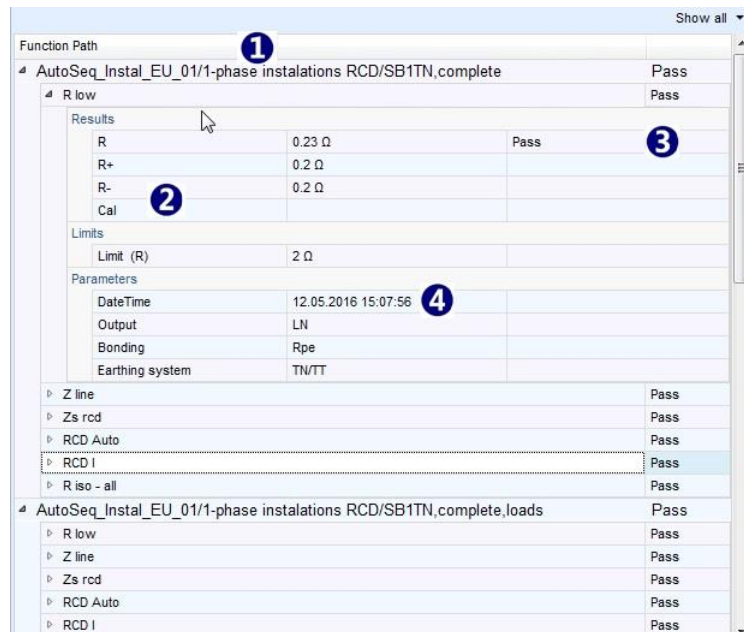 Show all
Function Path
1
AutoSeq_Instal_EU_01/1-phase instalations RCD/SB1TN,complete Pass
R low Pass
Results
R 0.23 Ω Pass 3
R+ 0.2 Ω
R- 0.2 Ω
2
Cal
Limits
Limit (R) 2 Ω
Parameters
DateTime 12.05.2016 15:07:56 4
Output LN
Bonding Rpe
Earthing system TN/TT
Z line Pass
Zs rcd Pass
RCD Auto Pass
RCD I Pass
R iso - all Pass
AutoSeq_Instal_EU_01/1-phase instalations RCD/SB1TN,complete,loads Pass
R low Pass
Z line Pass
Zs rcd Pass
RCD Auto Pass
RCD I Pass